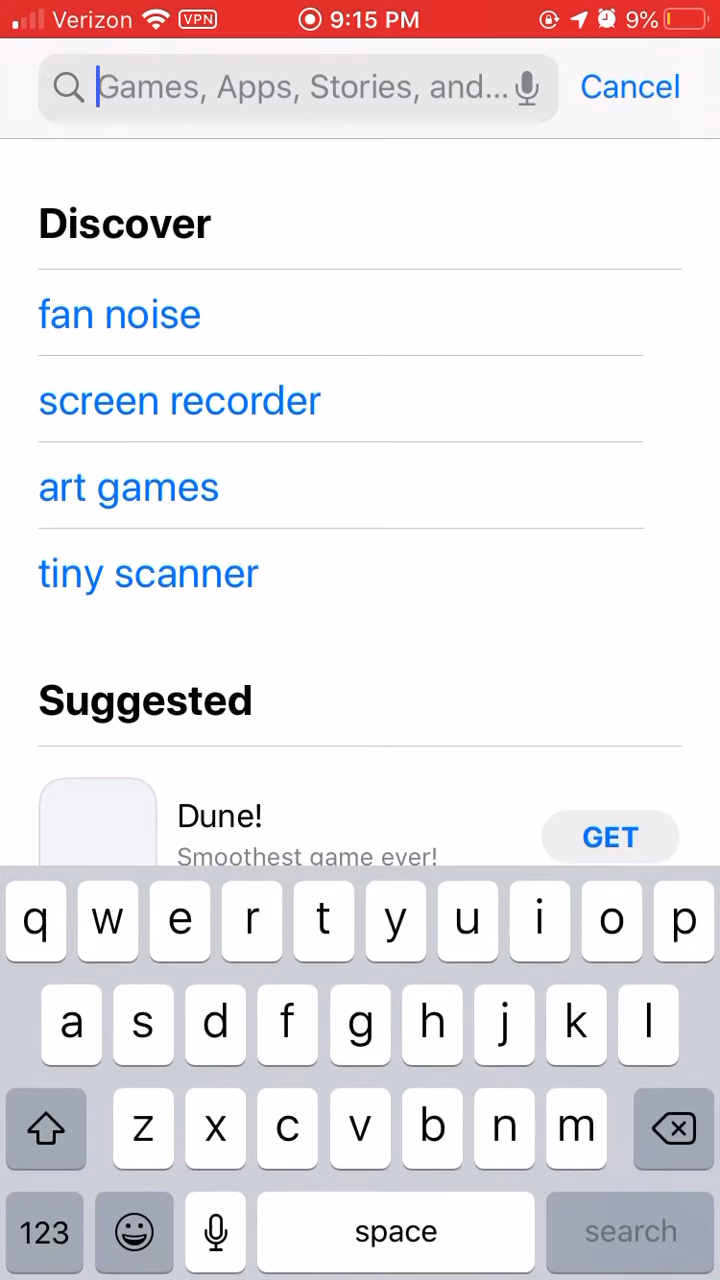 Verizon VPN 9:15 PM 9%
Games, Apps, Stories, and... Cancel
Discover
fan noise
screen recorder
art games
tiny scanner
Suggested
Dune!
Smoothest game ever!
GET
q w e r t y u i o p
a s d f g h j k l
z x c v b n m
123 space search